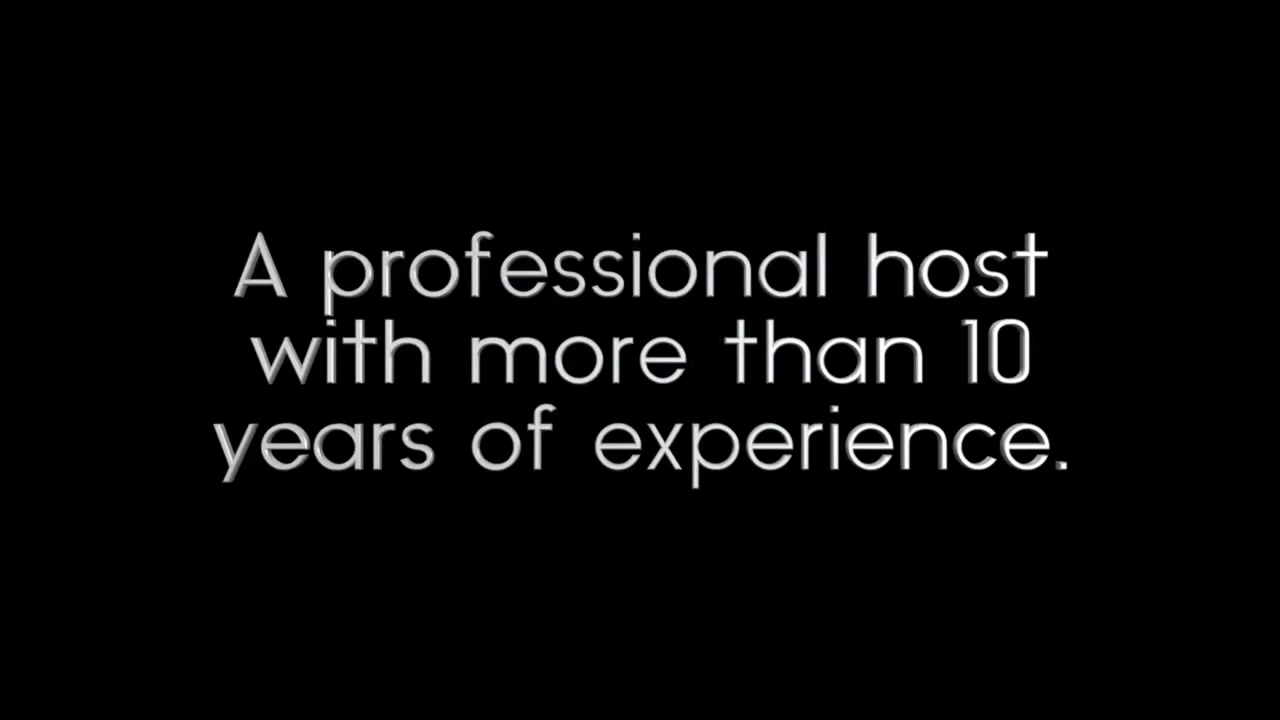 A professional host
with more than 10
years of experience.